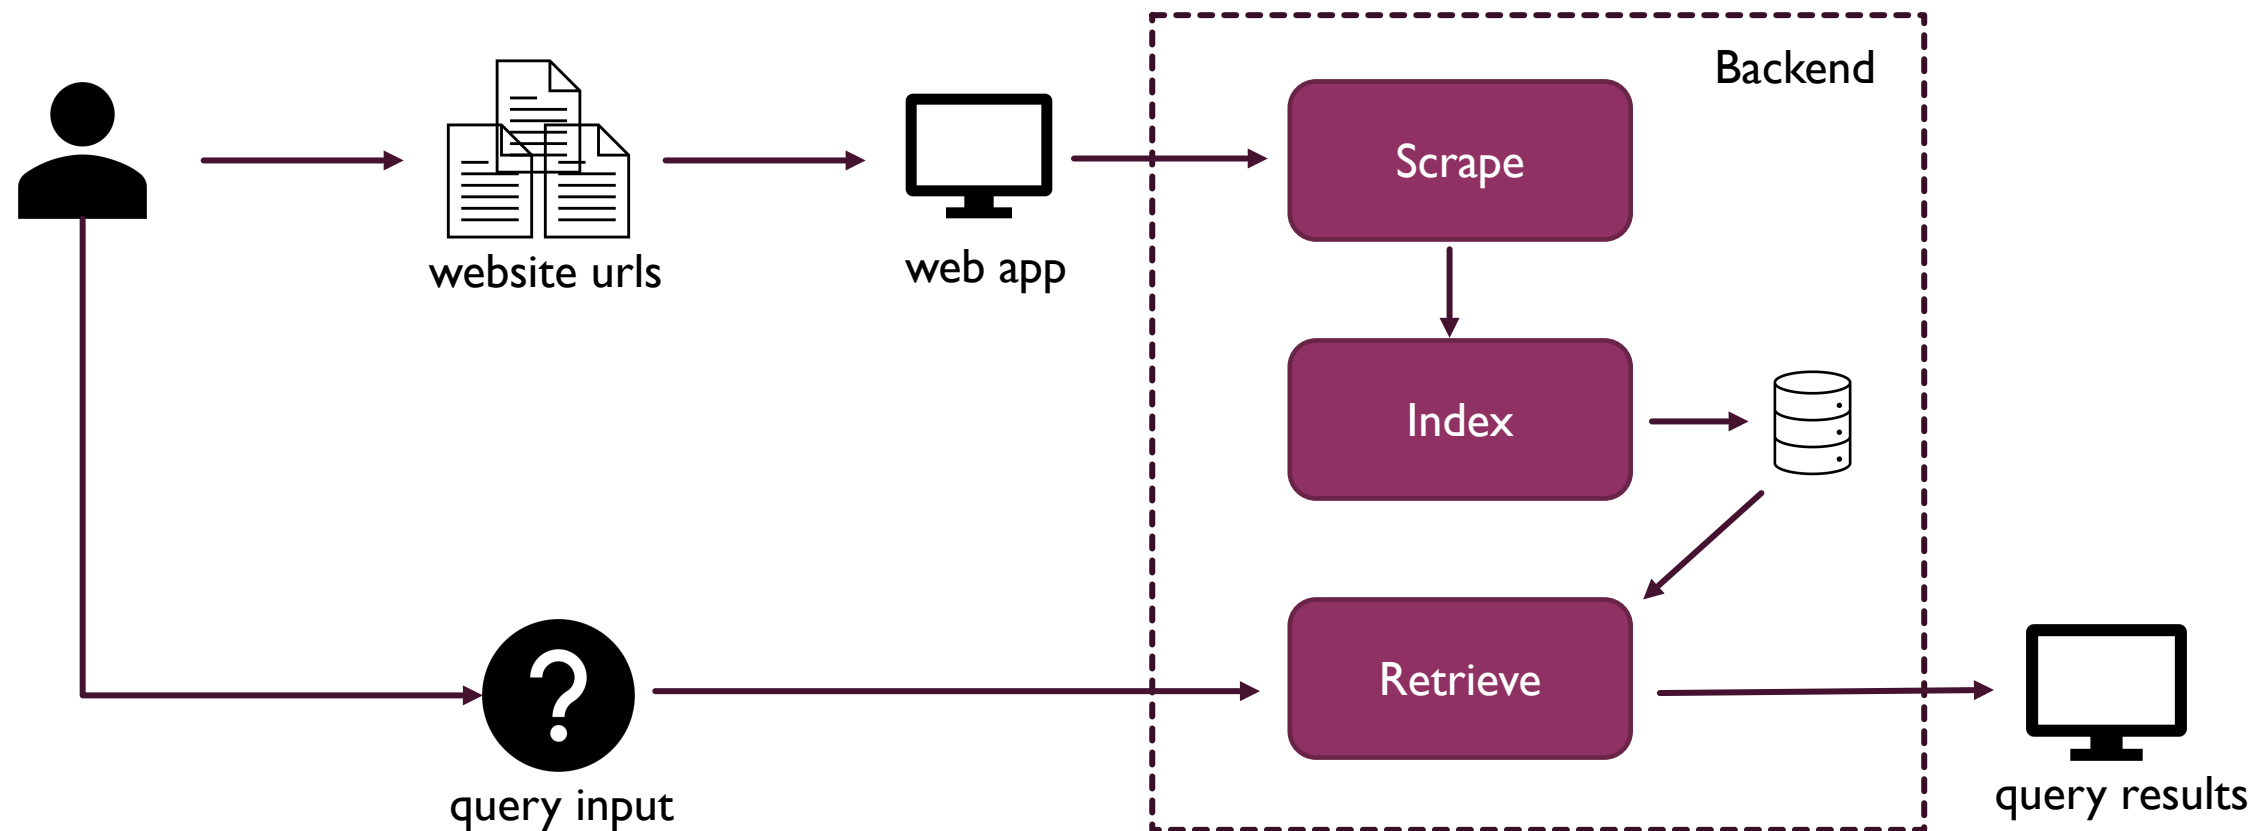 Backend
Scrape
website urls
web app
Index
Retrieve
query input
query results